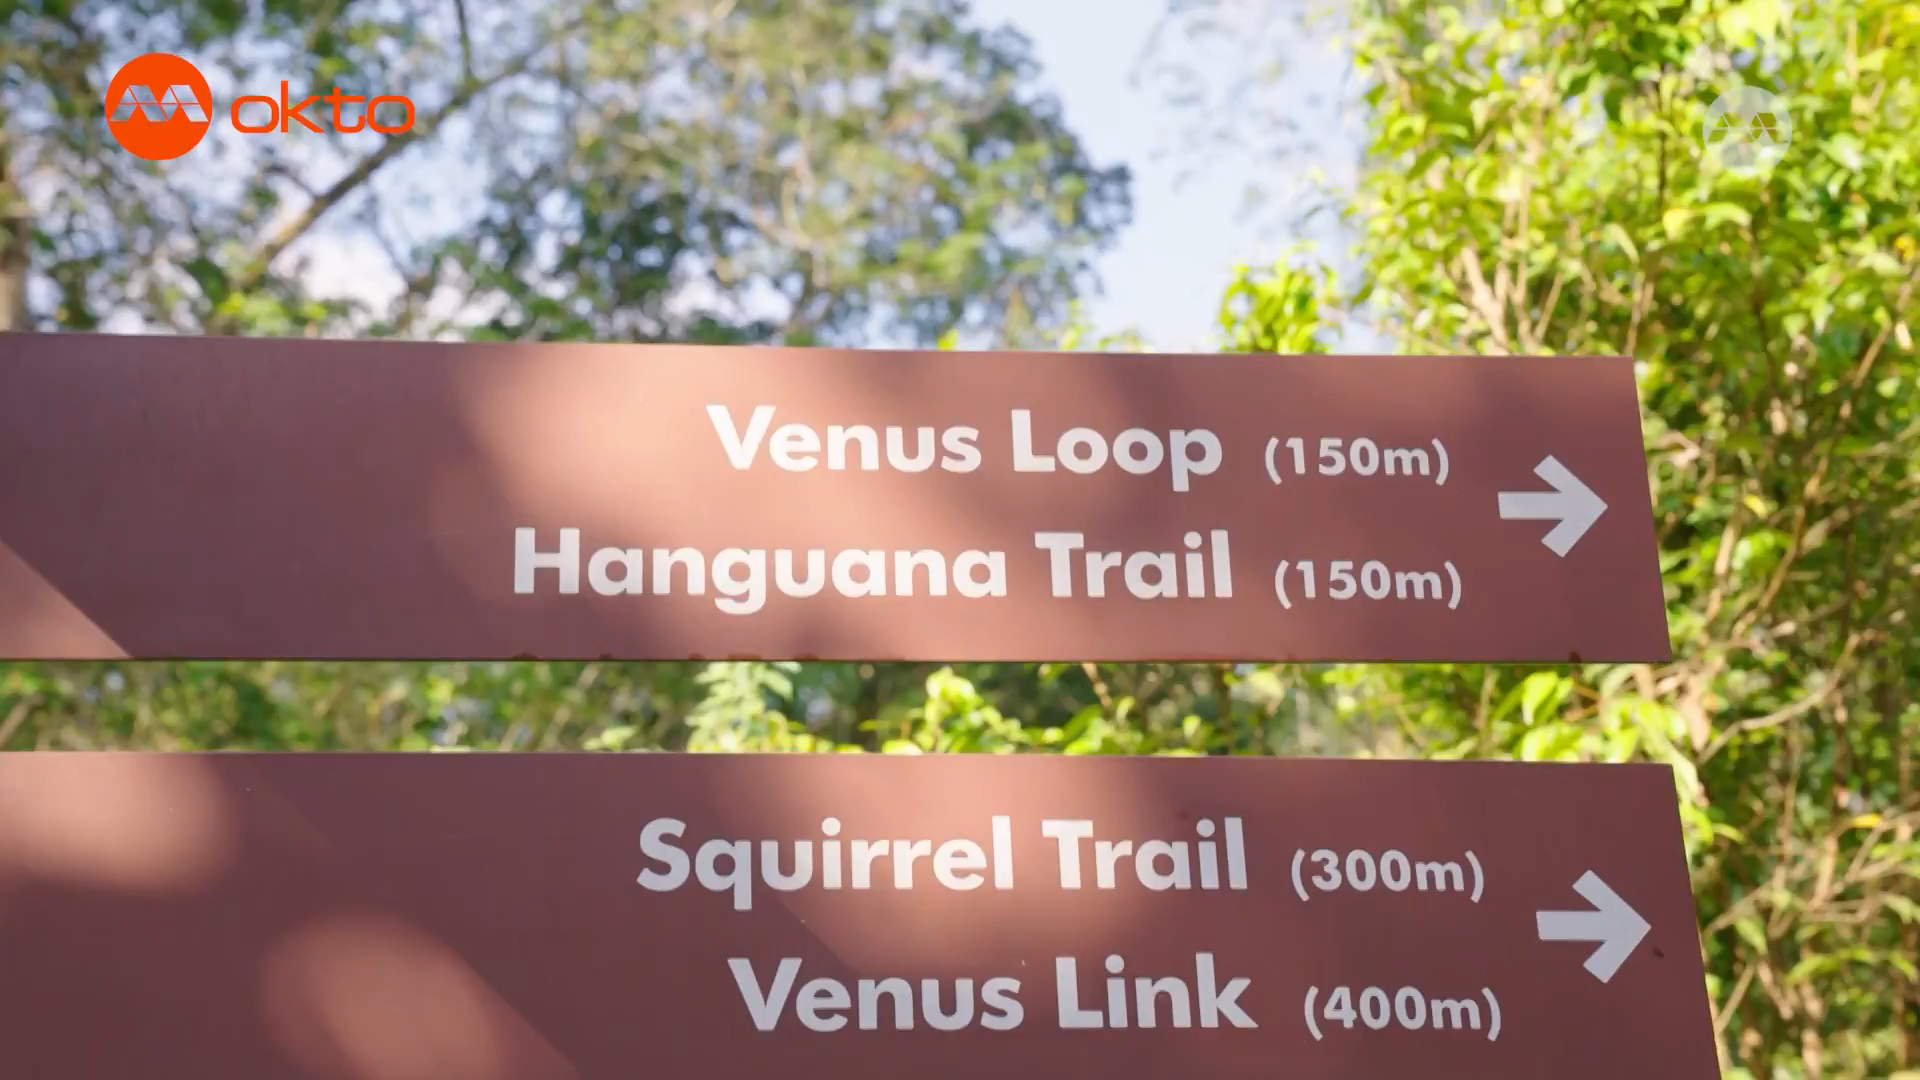 okto
Venus Loop (150m)
Hanguana Trail (150m)
Squirrel Trail (300m)
Venus Link (400m)